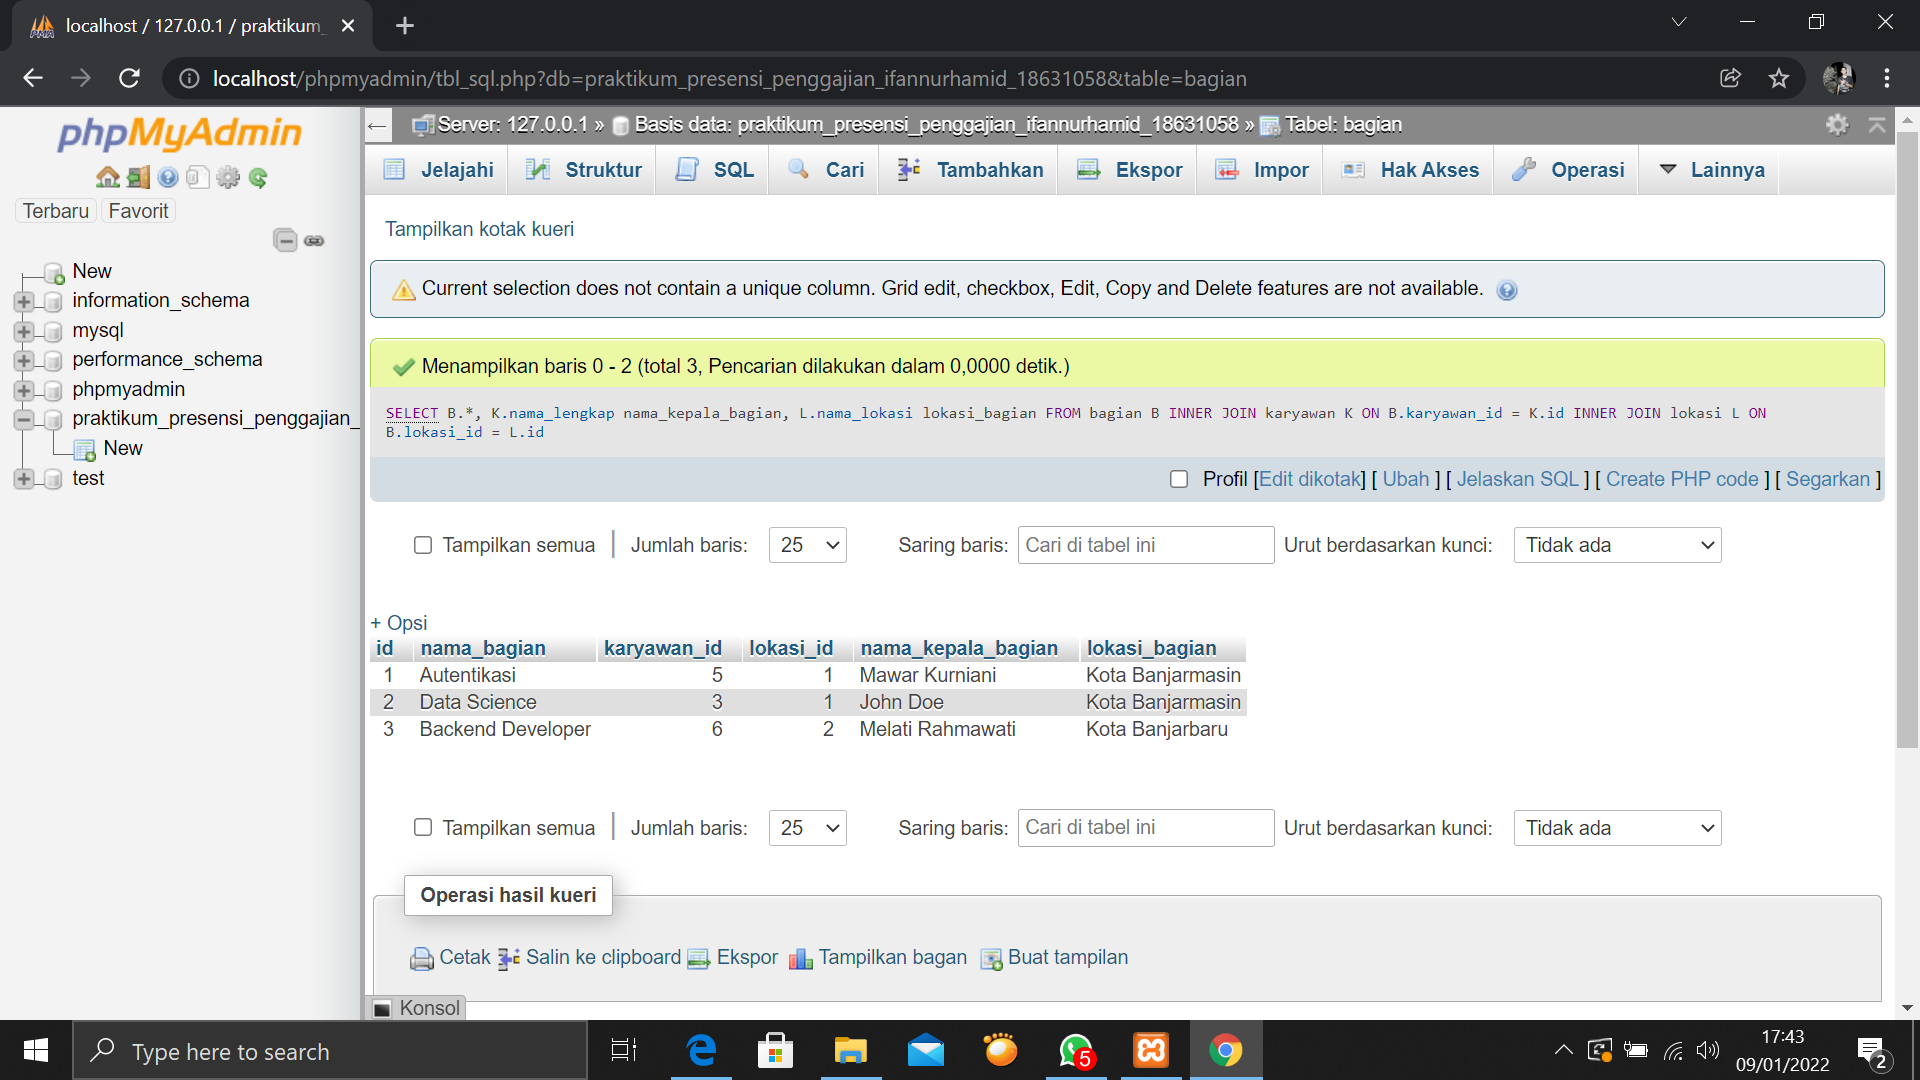 localhost / 127.0.0.1 / praktikum_
localhost/phpmyadmin/tbl_sql.php?db=praktikum_presensi_penggajian_ifannurhamid_18631058&table=bagian
phpMyAdmin
Terbaru Favorit
New
information_schema
mysql
performance_schema
phpmyadmin
praktikum_presensi_penggajian_
New
test
Server: 127.0.0.1 » Basis data: praktikum_presensi_penggajian_ifannurhamid_18631058 » Tabel: bagian
Jelajahi Struktur SQL Cari Tambahkan Ekspor Impor Hak Akses Operasi Lainnya
Tampilkan kotak kueri
Current selection does not contain a unique column. Grid edit, checkbox, Edit, Copy and Delete features are not available.
Menampilkan baris 0 - 2 (total 3, Pencarian dilakukan dalam 0,0000 detik.)
SELECT B.*, K.nama_lengkap nama_kepala_bagian, L.nama_lokasi lokasi_bagian FROM bagian B INNER JOIN karyawan K ON B.karyawan_id = K.id INNER JOIN lokasi L ON
B.lokasi_id = L.id
Profil [Edit dikotak] [ Ubah ] [ Jelaskan SQL ] [ Create PHP code ] [ Segarkan ]
Tampilkan semua Jumlah baris: 25 Saring baris: Cari di tabel ini Urut berdasarkan kunci: Tidak ada
+ Opsi
id nama_bagian karyawan_id lokasi_id nama_kepala_bagian lokasi_bagian
1 Autentikasi 5 1 Mawar Kurniani Kota Banjarmasin
2 Data Science 3 1 John Doe Kota Banjarmasin
3 Backend Developer 6 2 Melati Rahmawati Kota Banjarbaru
Tampilkan semua Jumlah baris: 25 Saring baris: Cari di tabel ini Urut berdasarkan kunci: Tidak ada
Operasi hasil kueri
Cetak Salin ke clipboard Ekspor Tampilkan bagan Buat tampilan
Konsol
Type here to search
5
17:43
09/01/2022
2